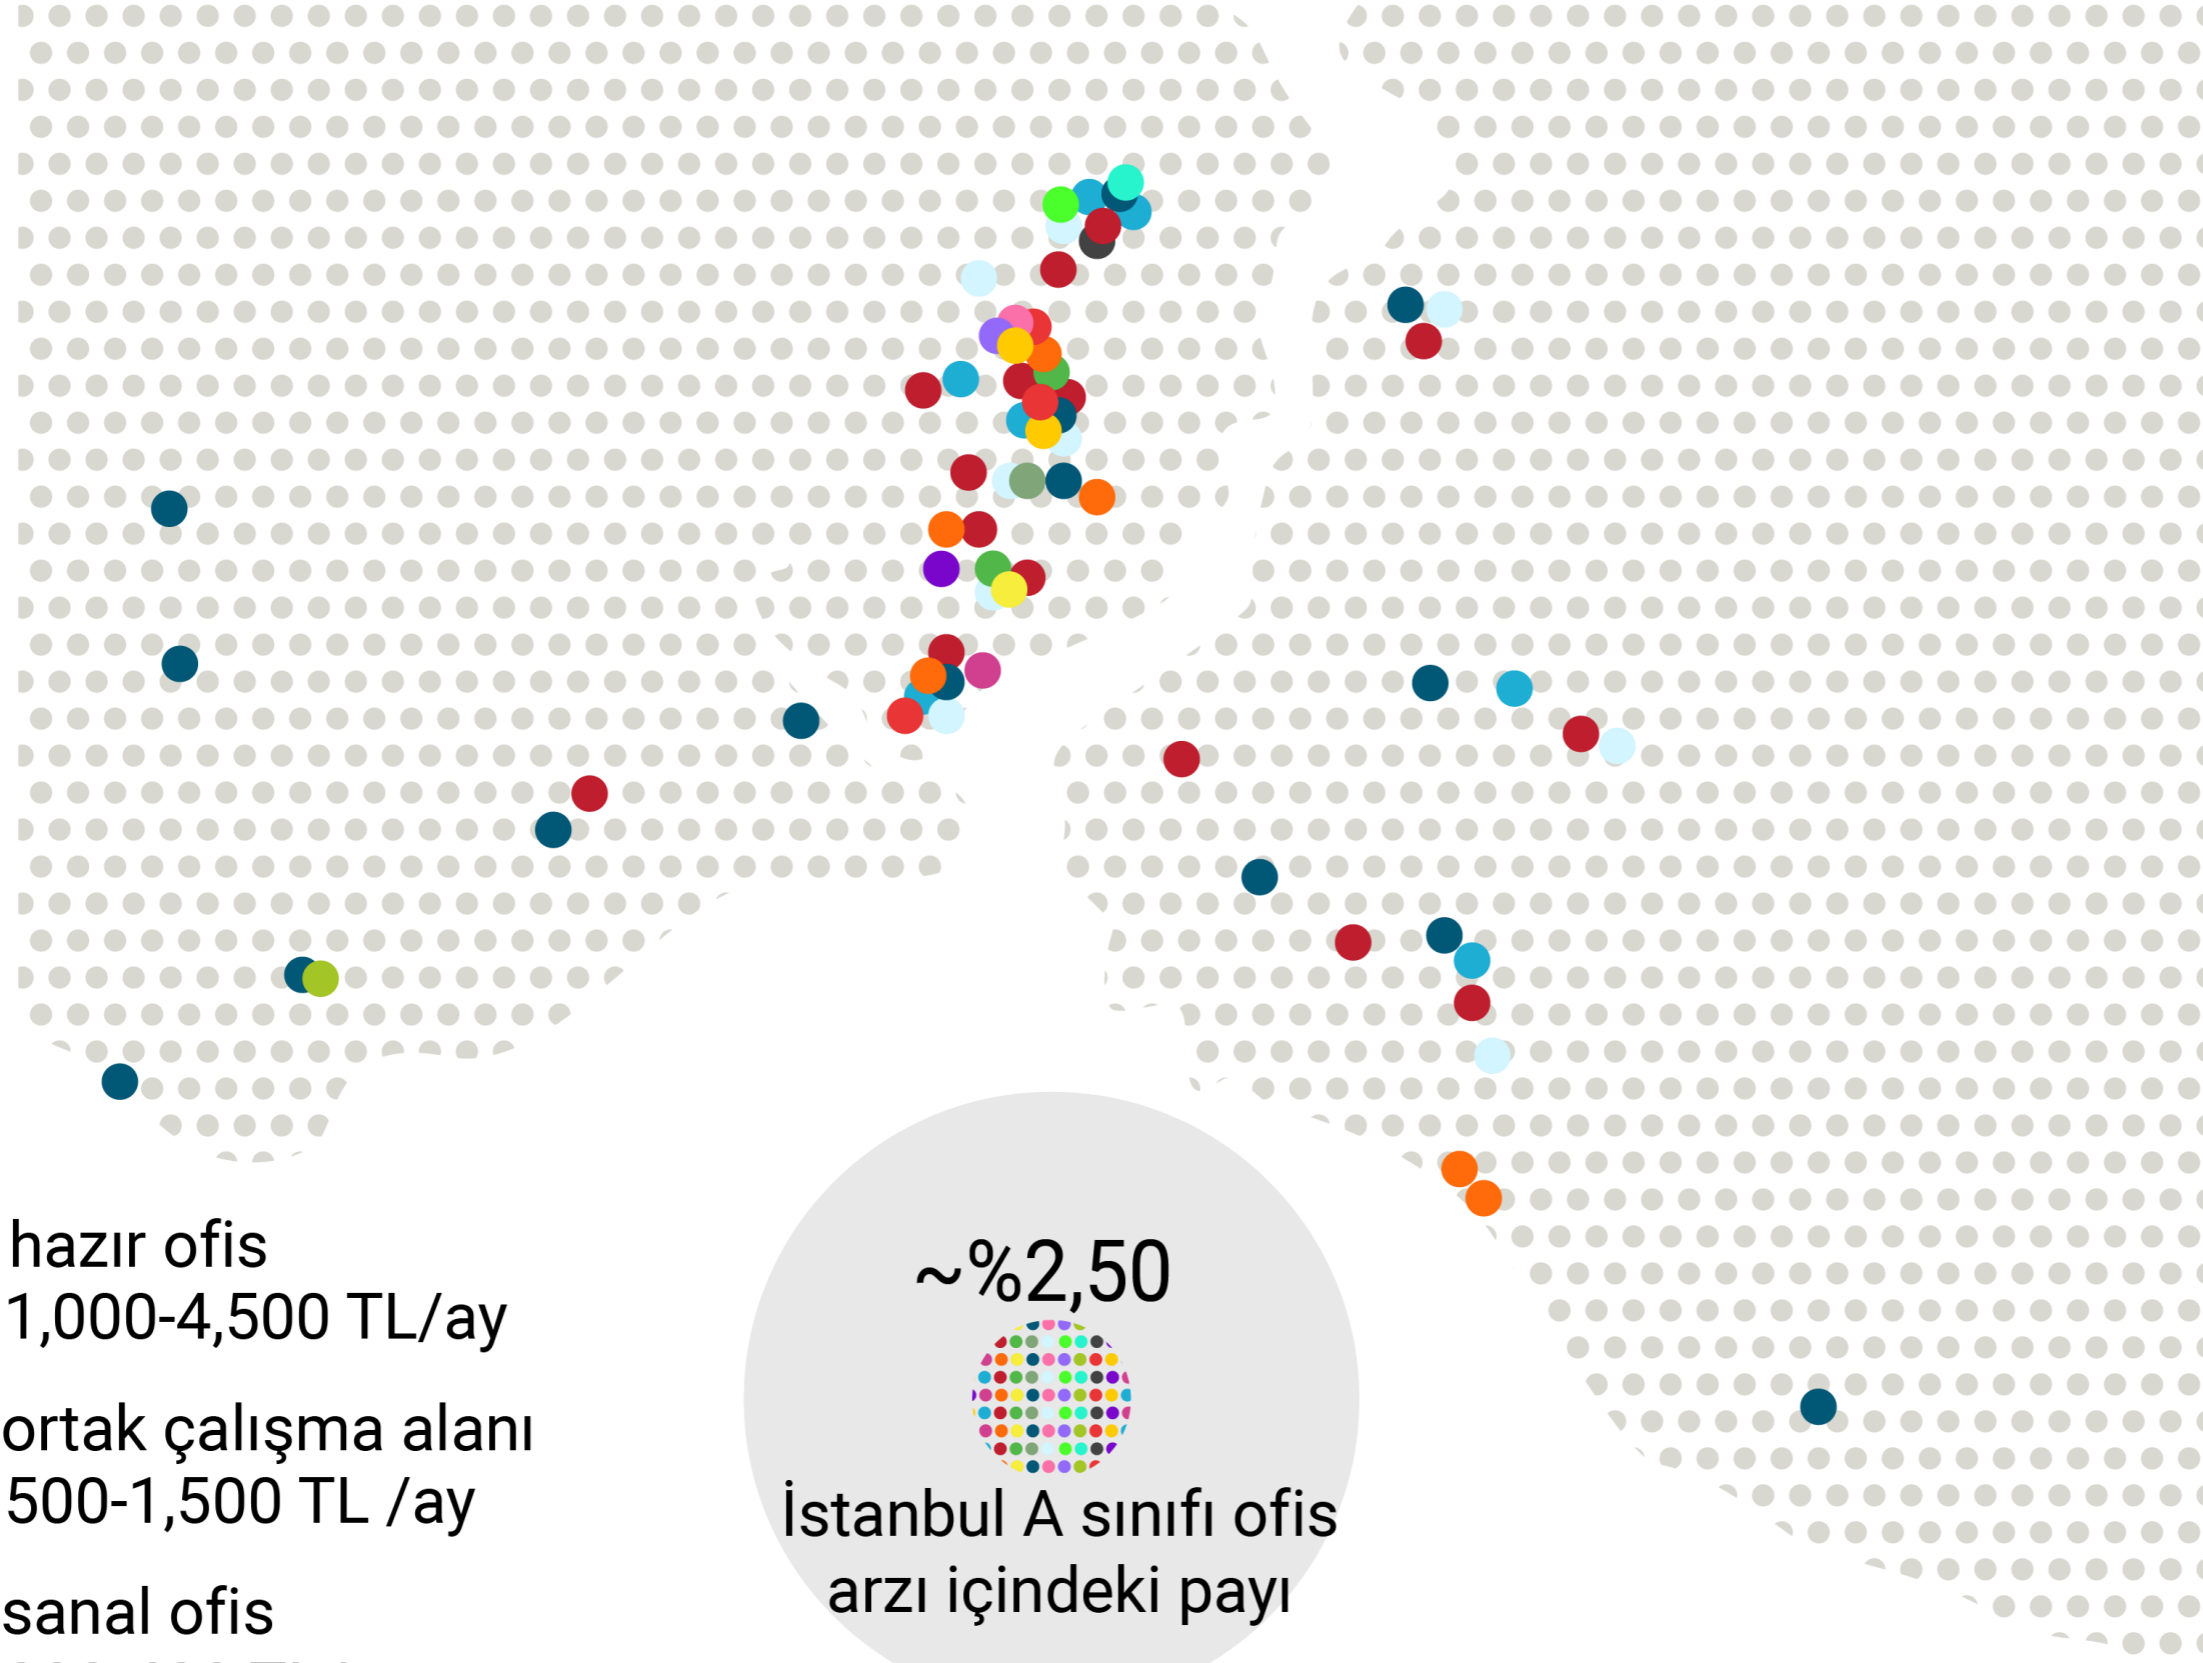 hazır ofis
1,000-4,500 TL/ay
ortak çalışma alanı
500-1,500 TL /ay
sanal ofis
~%2,50
İstanbul A sınıfı ofis
arzı içindeki payı